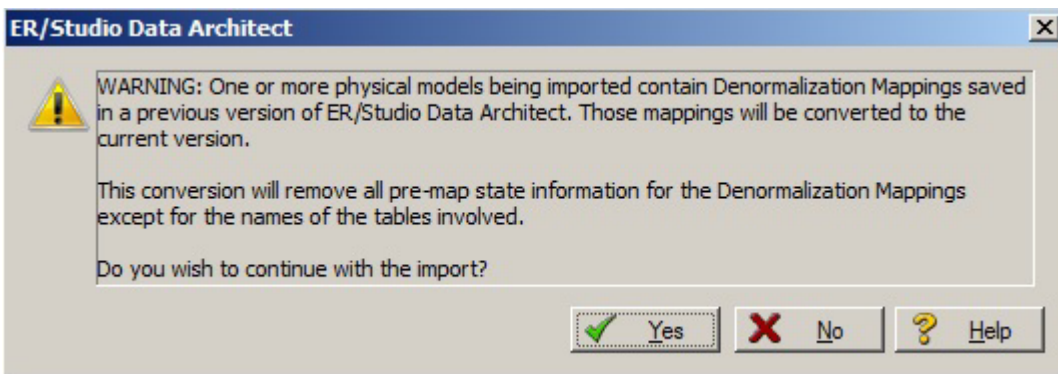 ER/Studio Data Architect
WARNING: One or more physical models being imported contain Denormalization Mappings saved
in a previous version of ER/Studio Data Architect. Those mappings will be converted to the
current version.
This conversion will remove all pre-map state information for the Denormalization Mappings
except for the names of the tables involved.
Do you wish to continue with the import?
Yes No Help